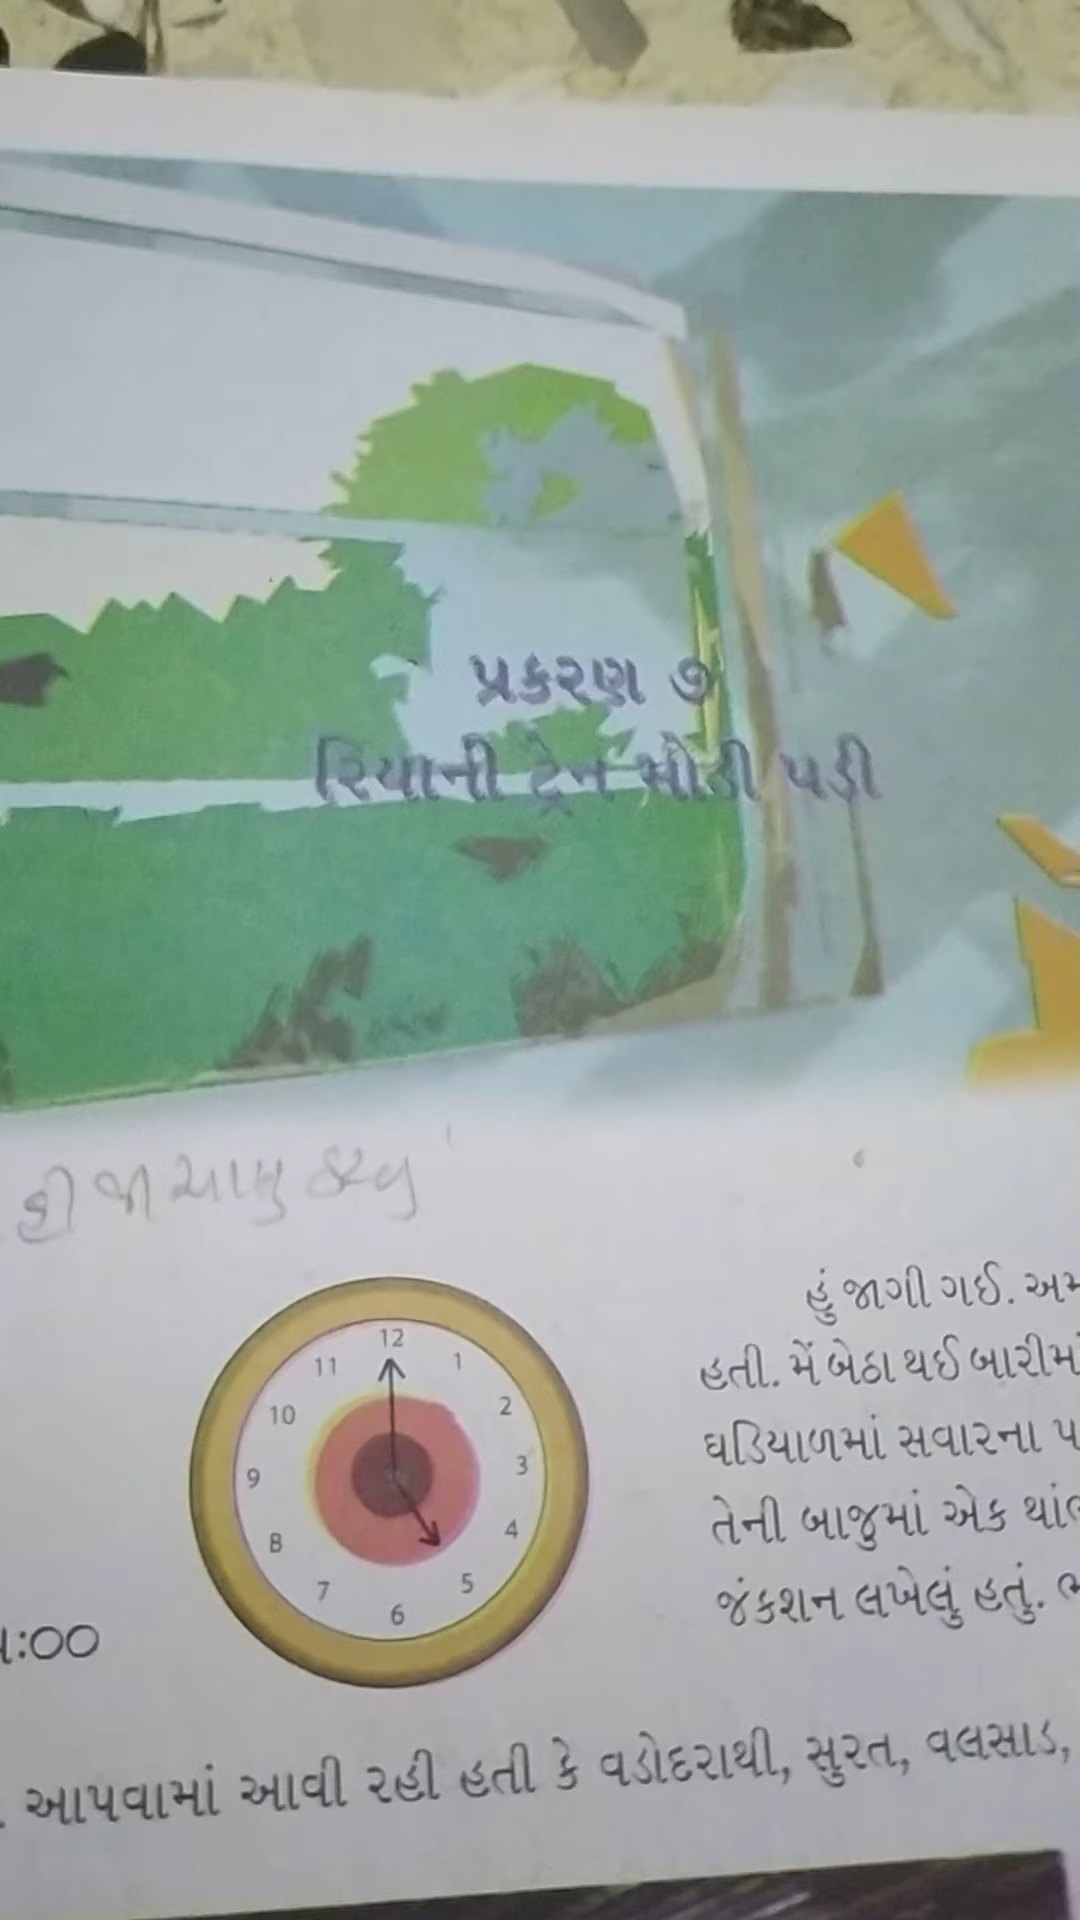 પ્રકરણ ૭
રિયાની ટ્રેન મોડી પડી
12
11 1
10 2
9 3
8 4
7 5
6
:00
હું જાગી ગઈ.
હતી. મેં બેઠા થઈ
ઘડિયાળમાં સવારના
તેની બાજુમાં એક
જંકશન લખેલું હતું.
આપવામાં આવી રહી હતી કે વડોદરાથી, સુરત, વલસાડ,